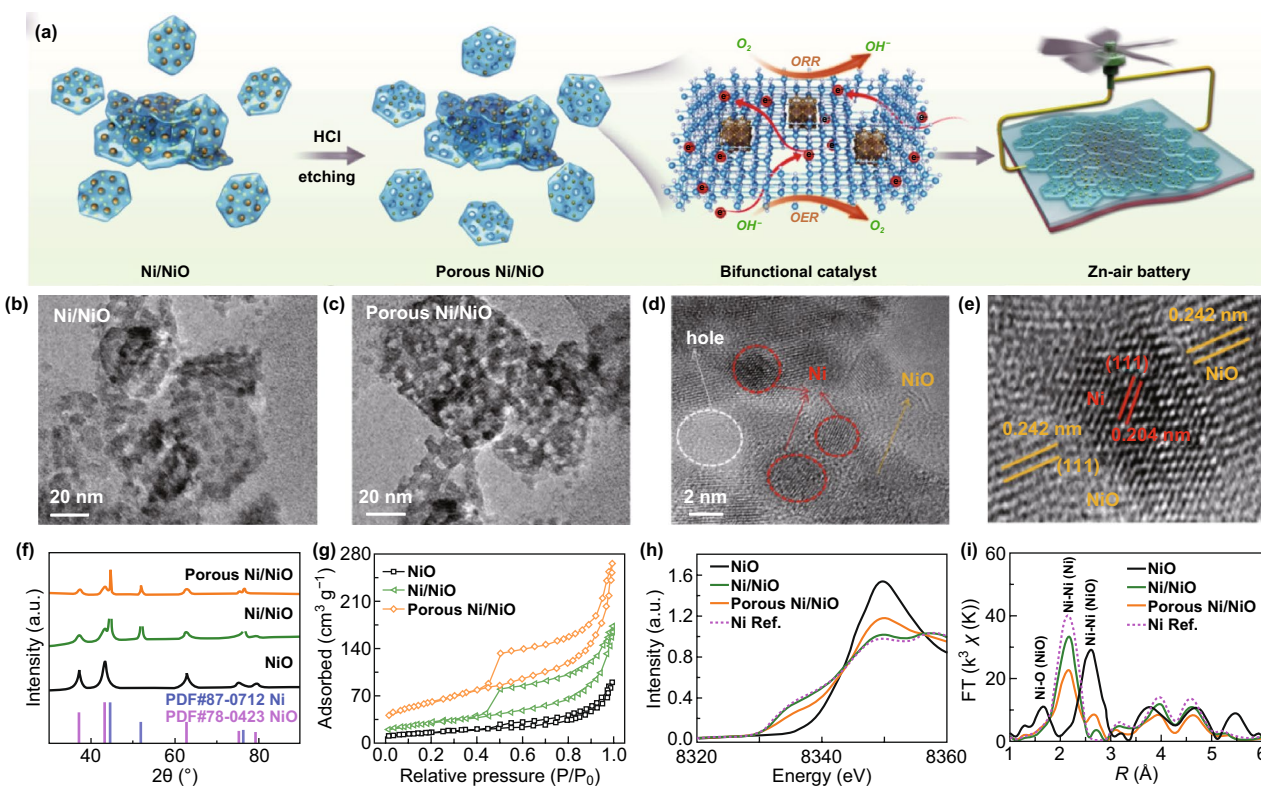 (a)
O₂
OH⁻
ORR
HCl
etching
e⁻
OER
OH⁻
O₂
Ni/NiO
Porous Ni/NiO
Bifunctional catalyst
Zn-air battery
(b)
Ni/NiO
20 nm
(c)
Porous Ni/NiO
20 nm
(d)
hole
Ni
NiO
2 nm
(e)
0.242 nm
(111)
NiO
Ni
0.204 nm
0.242 nm
(111)
NiO
(f)
Porous Ni/NiO
Ni/NiO
NiO
PDF#87-0712 Ni
PDF#78-0423 NiO
Intensity (a.u.)
40 60 80
2θ (°)
(g)
280
210
140
70
0
NiO
Ni/NiO
Porous Ni/NiO
Adsorbed (cm³ g⁻¹)
0.0 0.2 0.4 0.6 0.8 1.0
Relative pressure (P/P₀)
(h)
1.6
1.2
0.8
0.4
0.0
NiO
Ni/NiO
Porous Ni/NiO
Ni Ref.
Intensity (a.u.)
8320 8340 8360
Energy (eV)
(i)
60
40
20
0
Ni-O (NiO)
Ni-Ni (Ni)
Ni-Ni (NiO)
NiO
Ni/NiO
Porous Ni/NiO
Ni Ref.
FT (k³ χ (K))
1 2 3 4 5 6
R (Å)